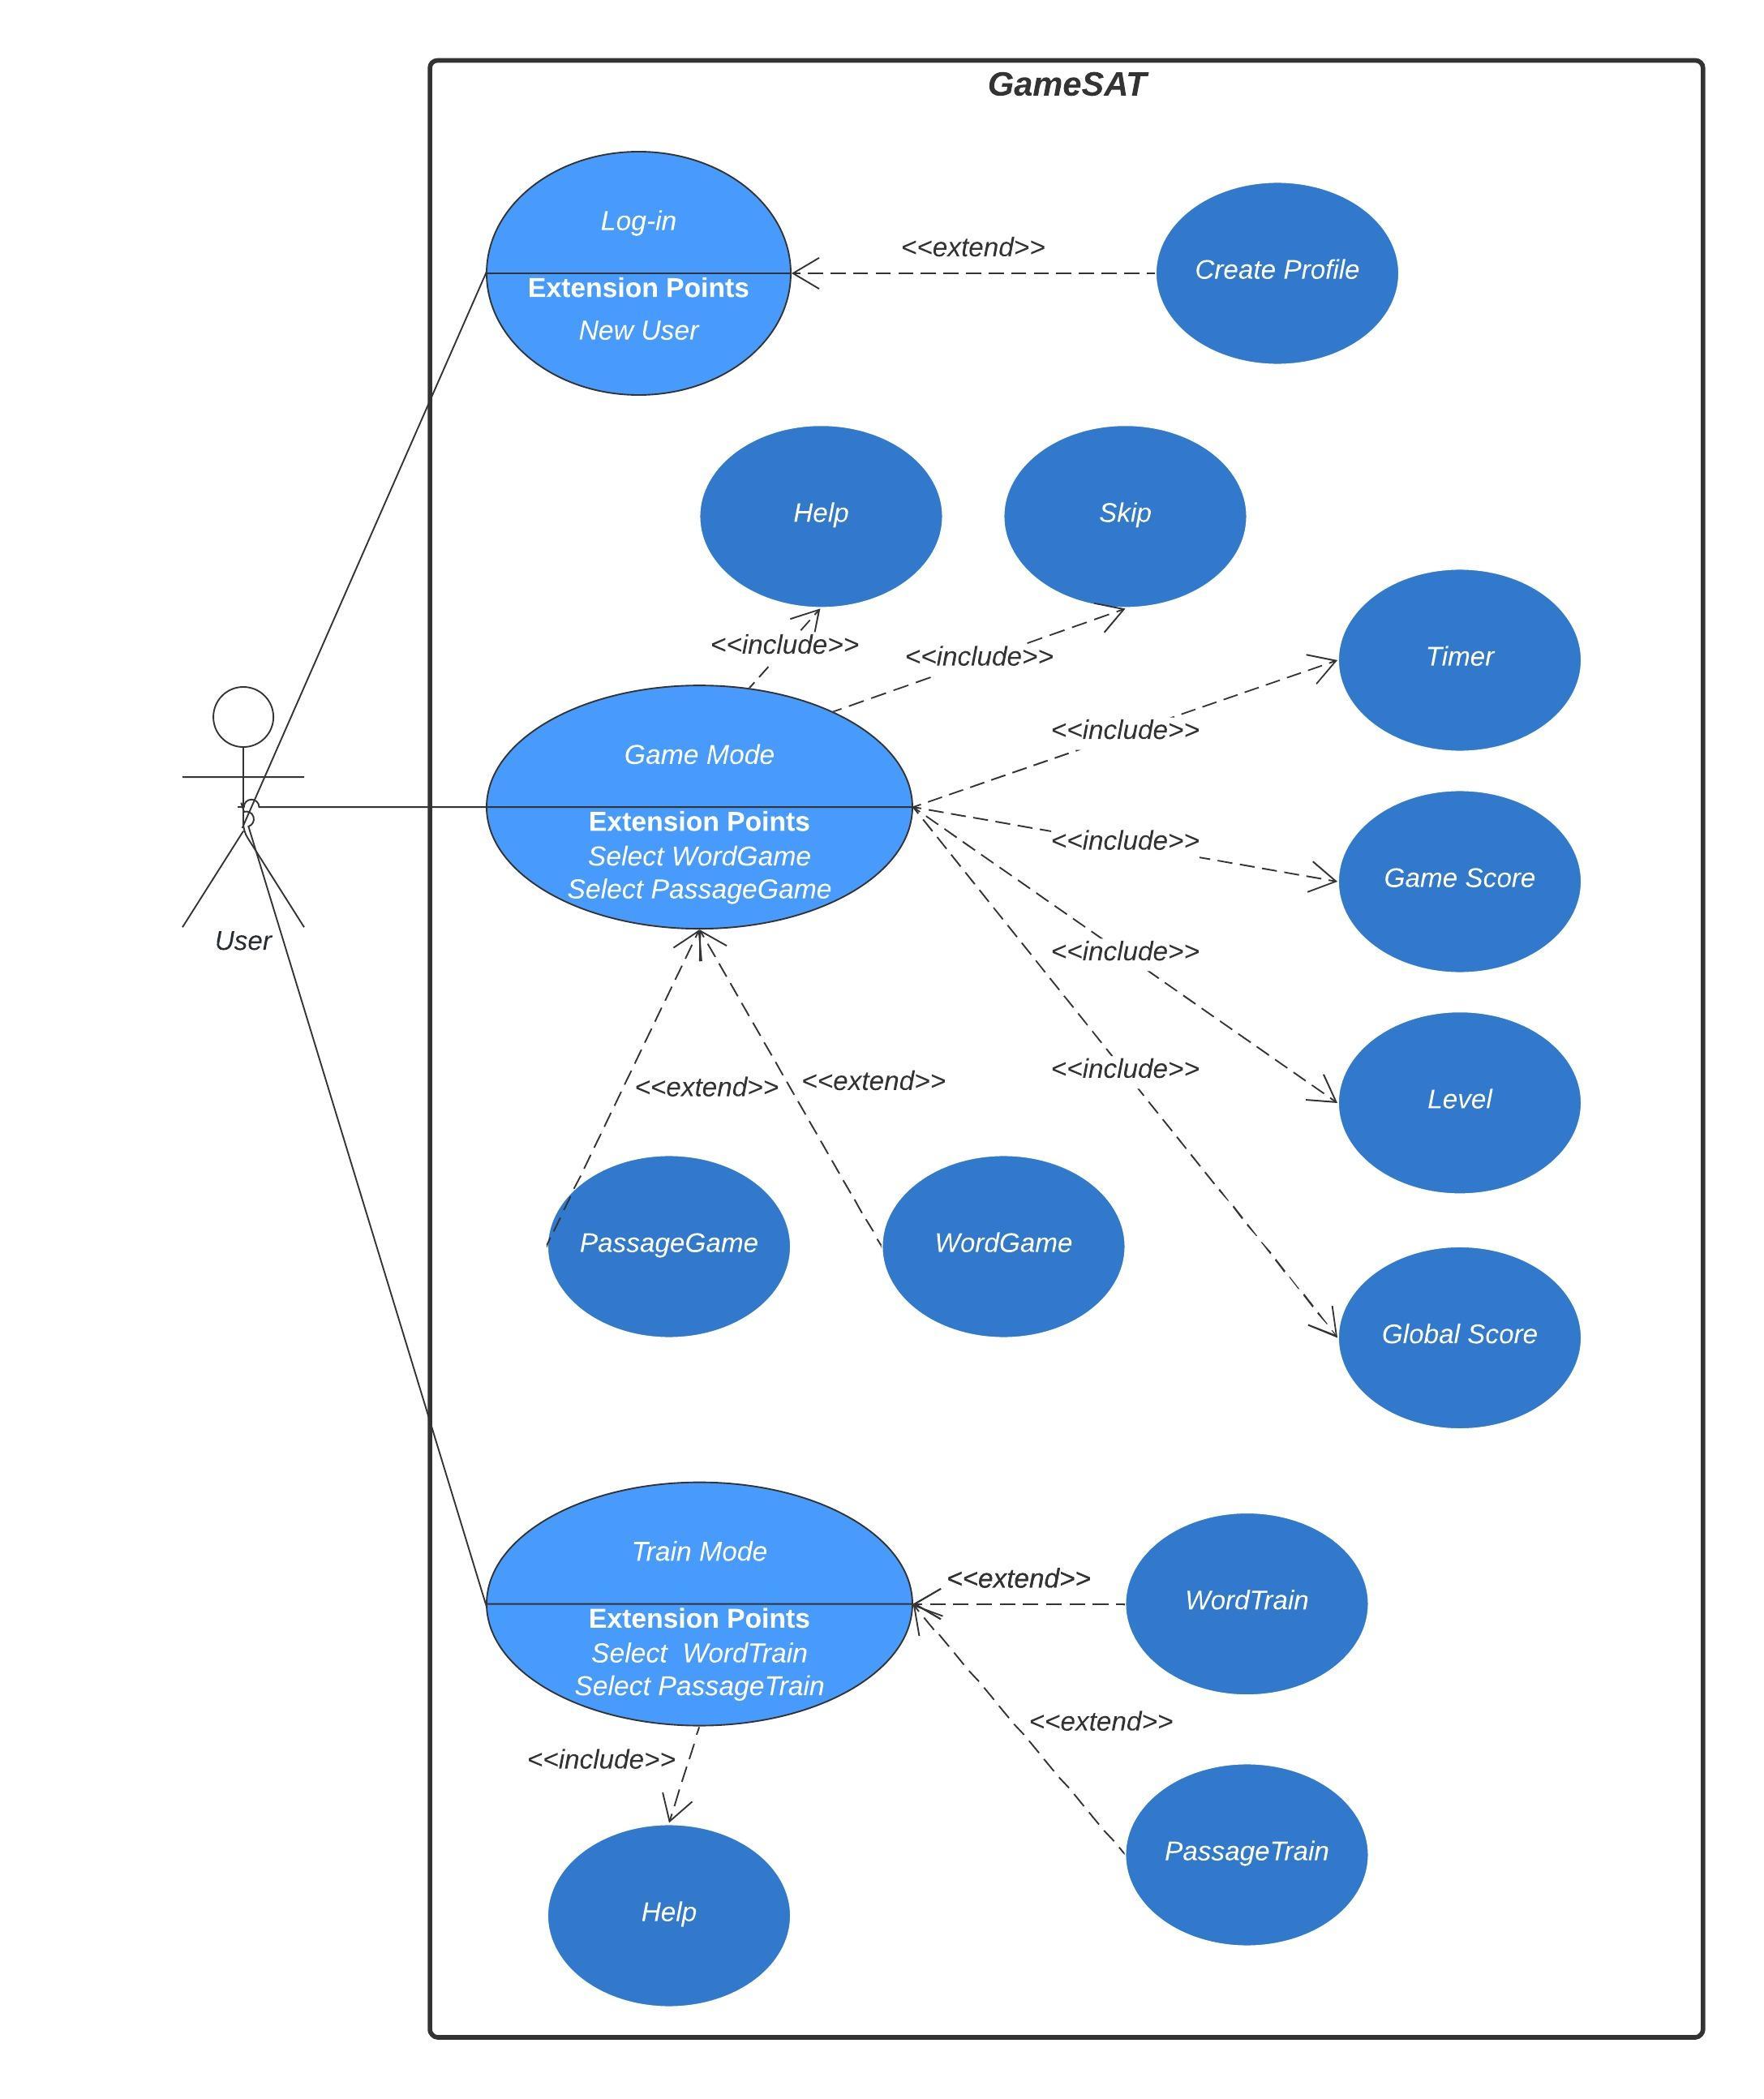 GameSAT
Log-in
Extension Points
New User
<<extend>>
Create Profile
Help
Skip
<<include>>
<<include>>
Timer
<<include>>
Game Mode
Extension Points
Select WordGame
Select PassageGame
<<include>>
Game Score
User
<<include>>
Level
<<include>>
<<extend>>
<<extend>>
PassageGame
WordGame
Global Score
Train Mode
Extension Points
Select  WordTrain
Select PassageTrain
<<extend>>
WordTrain
<<extend>>
<<include>>
PassageTrain
Help